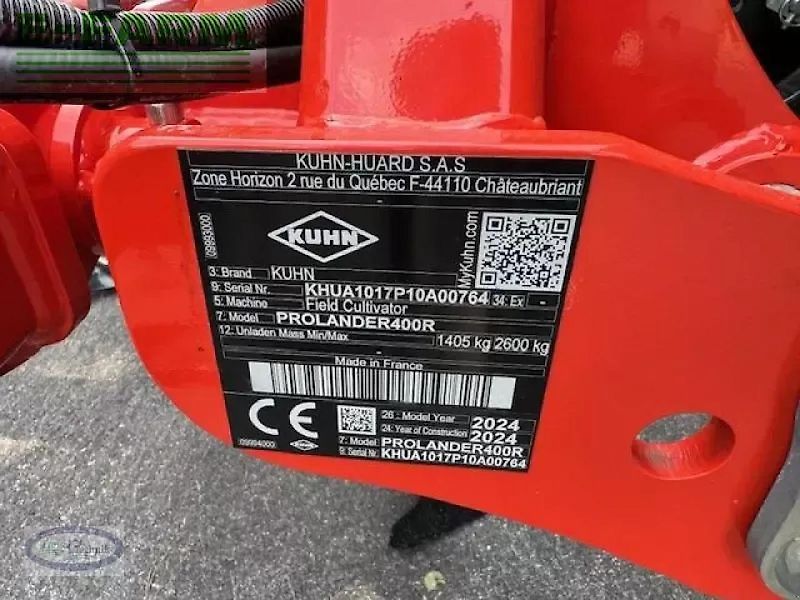 KUHN-HUARD S.A.S
Zone Horizon 2 rue du Québec F-44110 Châteaubriant
09993000
KUHN
MyKuhn.com
3: Brand KUHN
9: Serial Nr. KHUA1017P10A00764 34: Ex -
5: Machine Field Cultivator -
7: Model PROLANDER400R
12: Unladen Mass Min/Max 1405 kg 2600 kg
Made in France
CE
26: Model Year 2024
24: Year of Construction 2024
09994000
KUHN
7: Model PROLANDER400R
9: Serial Nr. KHUA1017P10A00764